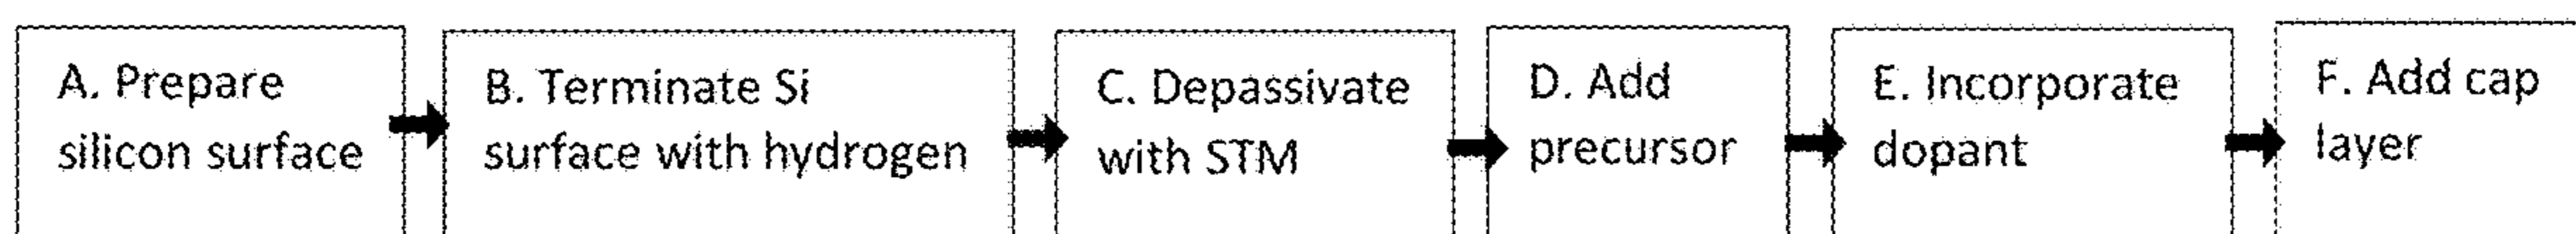 A. Prepare
silicon surface
B. Terminate Si
surface with hydrogen
C. Depassivate
with STM
D. Add
precursor
E. Incorporate
dopant
F. Add cap
layer